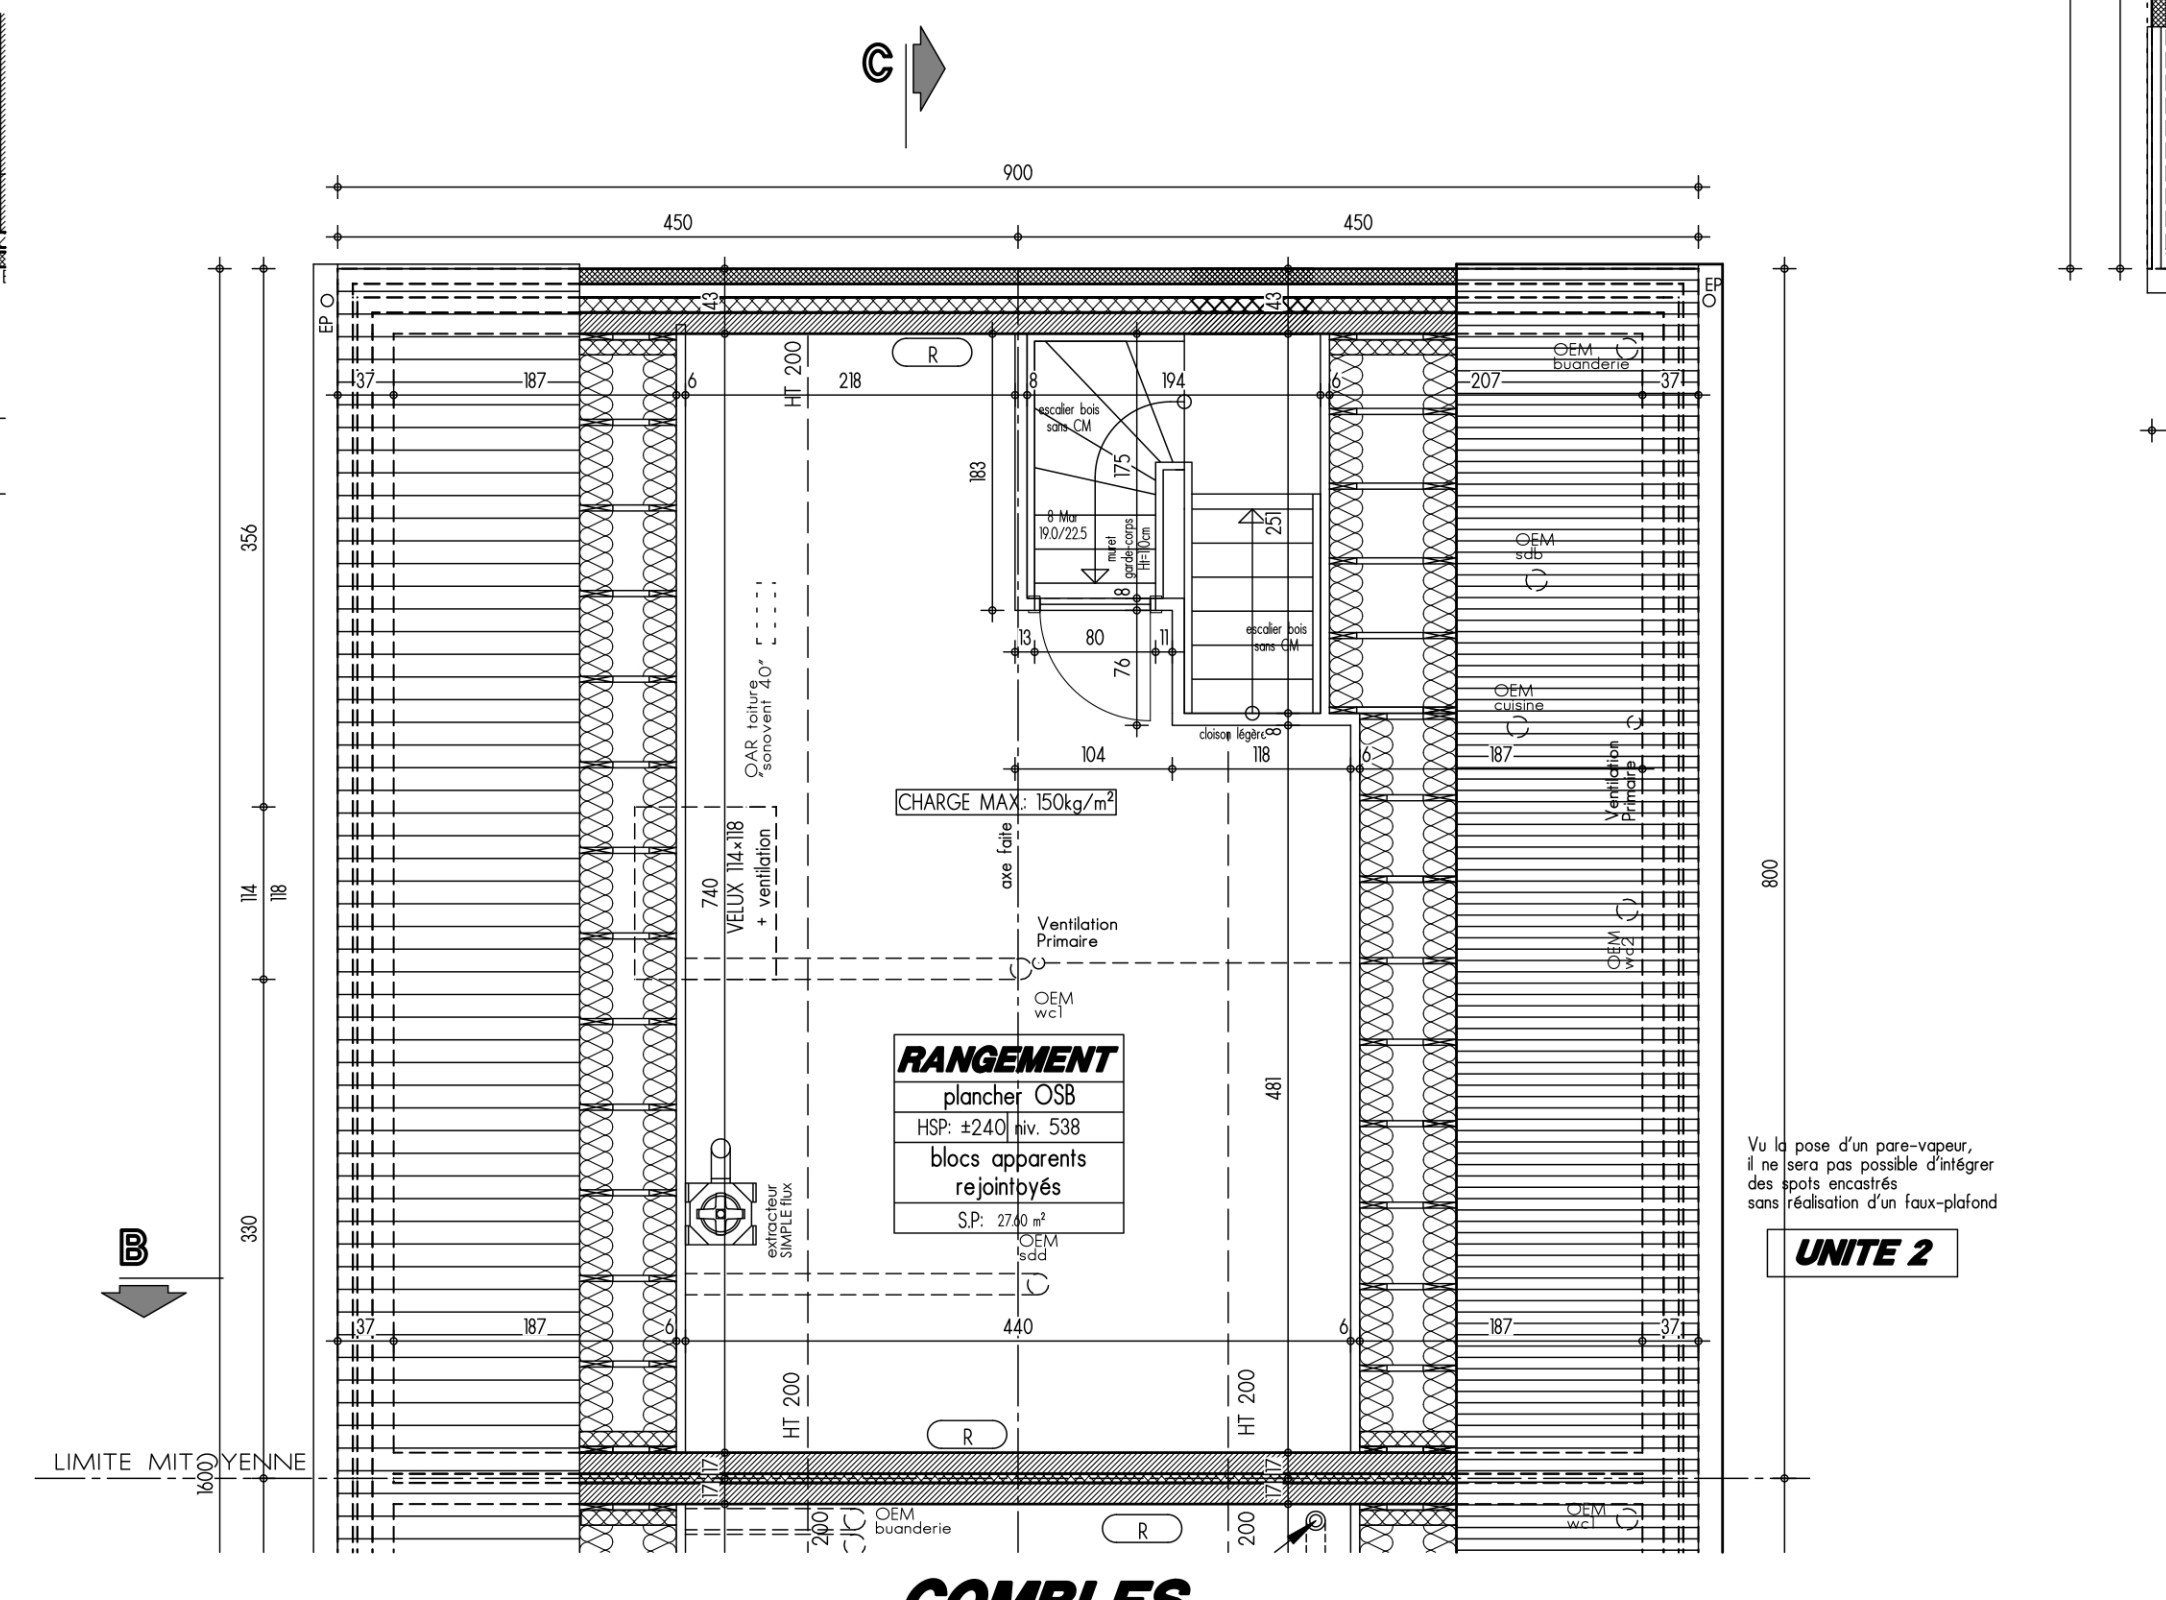 C
900
450
450
EP
EP
43
43
HT 200
R
OEM
buanderie
37
187
6
218
8
194
6
207
37
escalier bois
sans CM
183
175
356
8 Mar
19.0/22.5
muret
garde-corps
251
OEM
sdb
8
13
80
11
76
escalier bois
sans CM
OAR toiture
"sonovent 40"
OEM
cuisine
cloison légère
8
104
118
6
187
Ventilation
Primaire
CHARGE MAX.: 150kg/m²
axe faite
114
118
740
VELUX 114x118
+ ventilation
800
Ventilation
Primaire
OEM
wc2
OEM
wc1
RANGEMENT
plancher OSB
HSP: ±240 niv. 538
blocs apparents
rejointoyés
S.P: 27.60 m²
481
Vu la pose d'un pare-vapeur,
il ne sera pas possible d'intégrer
des spots encastrés
sans réalisation d'un faux-plafond
UNITE 2
extracteur
SIMPLE flux
330
B
OEM
sdd
37
187
6
440
6
187
37
HT 200
HT 200
R
LIMITE MITOYENNE
1600
17
17
17
17
OEM
buanderie
200
R
200
OEM
wc1
COMBLES